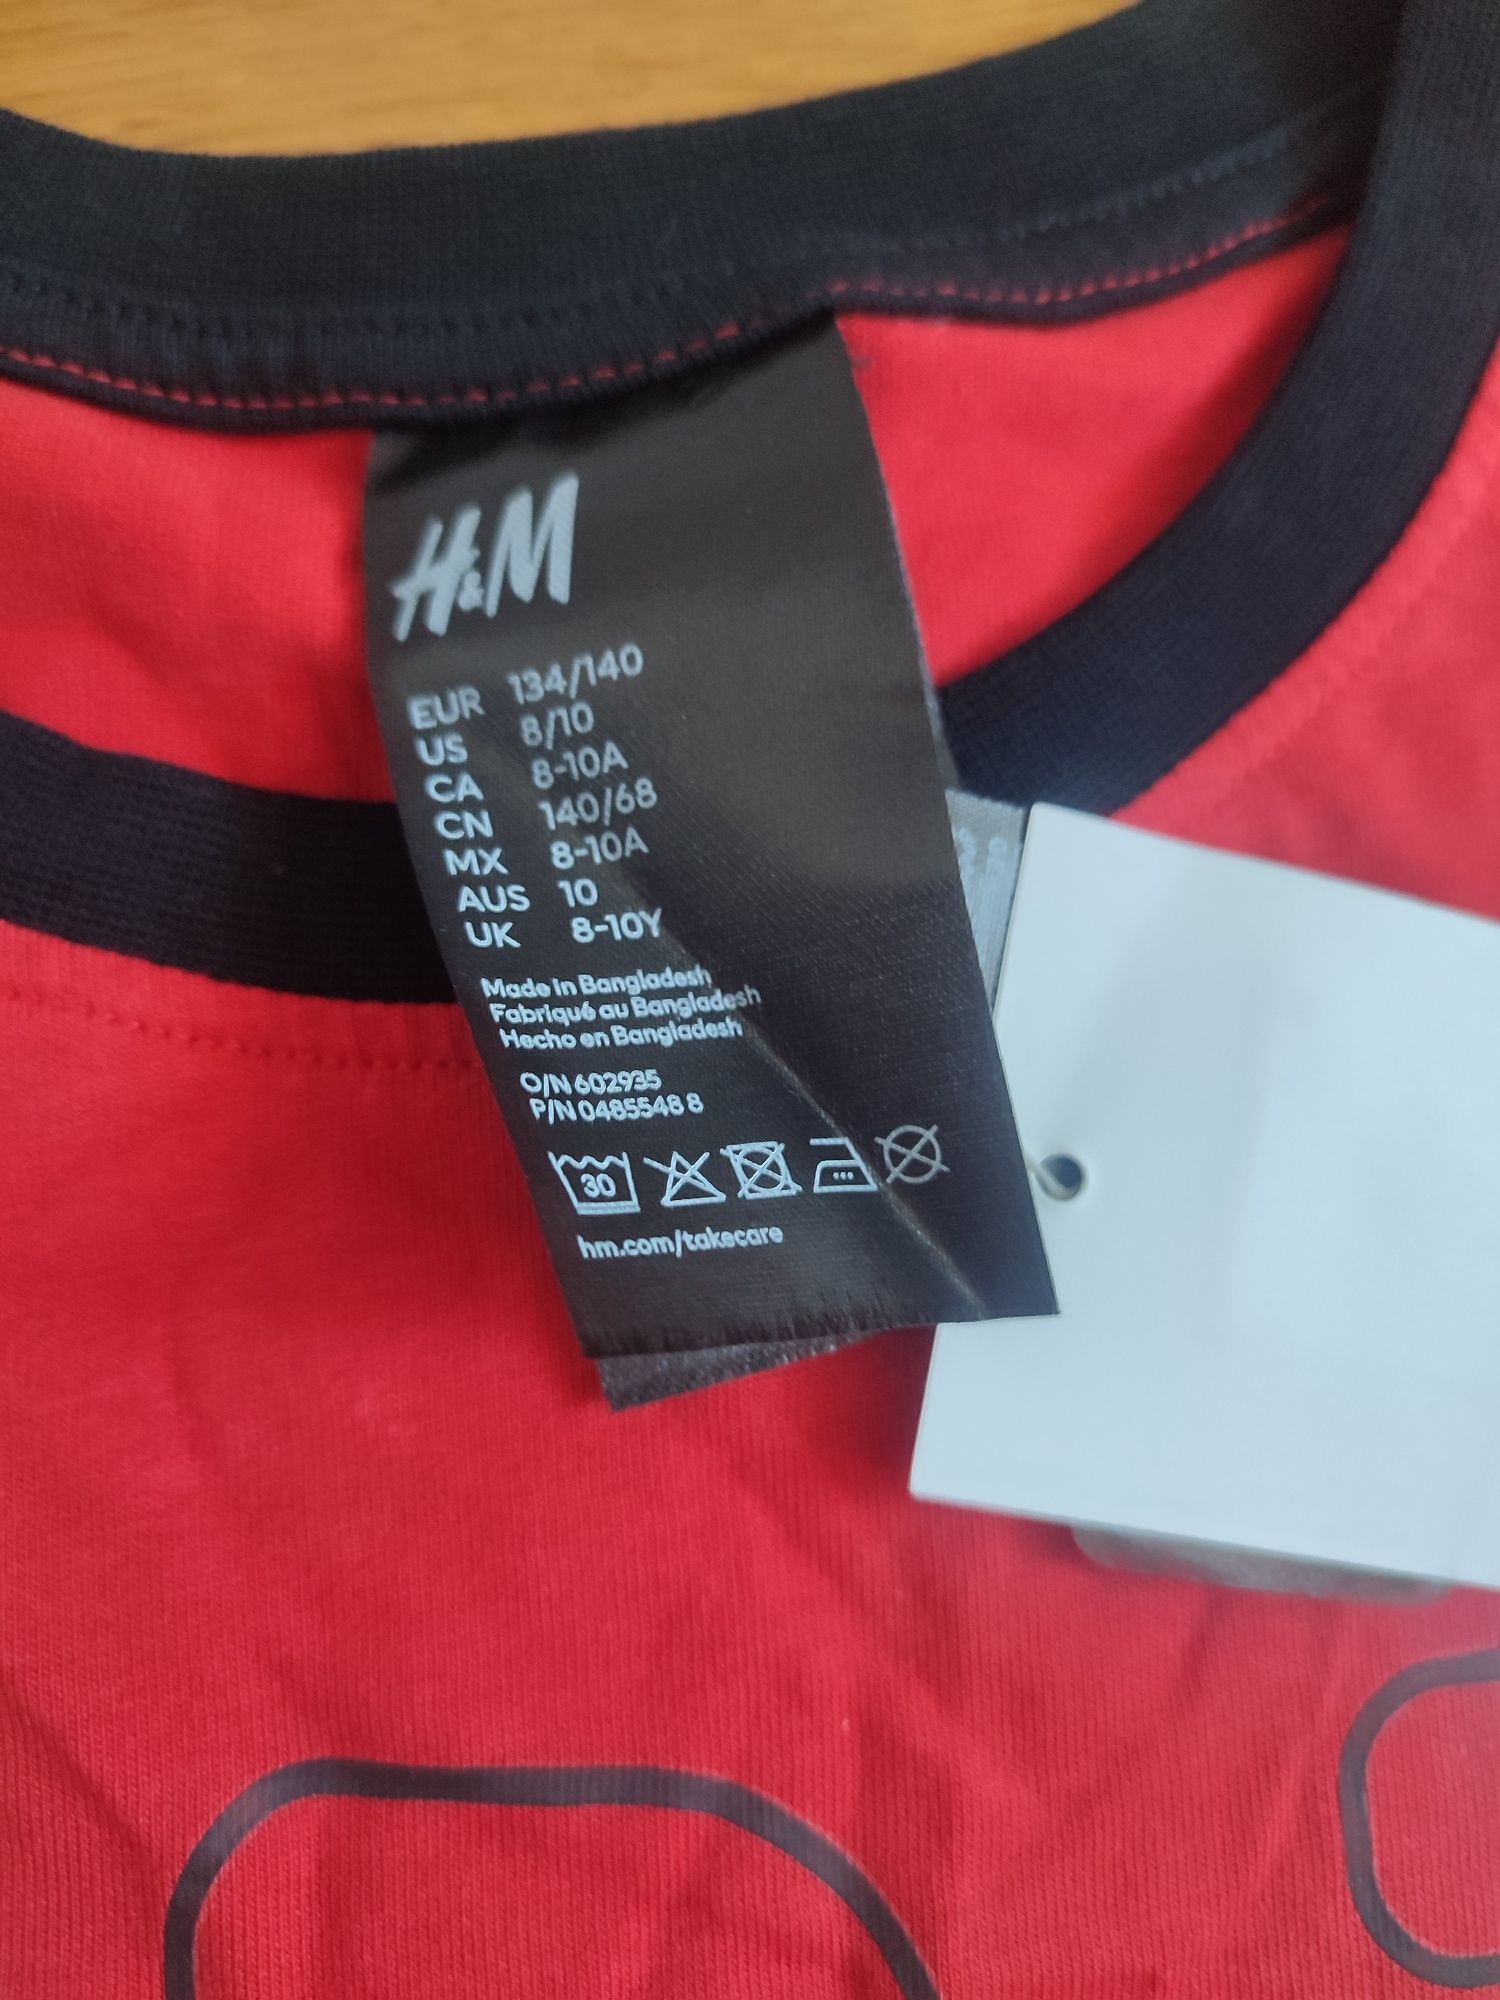 H&M
EUR 134/140
US 8/10
CA 8-10A
CN 140/68
MX 8-10A
AUS 10
UK 8-10Y
Made in Bangladesh
Fabriqué au Bangladesh
Hecho en Bangladesh
O/N 602935
P/N 0485548 8
30
hm.com/takecare